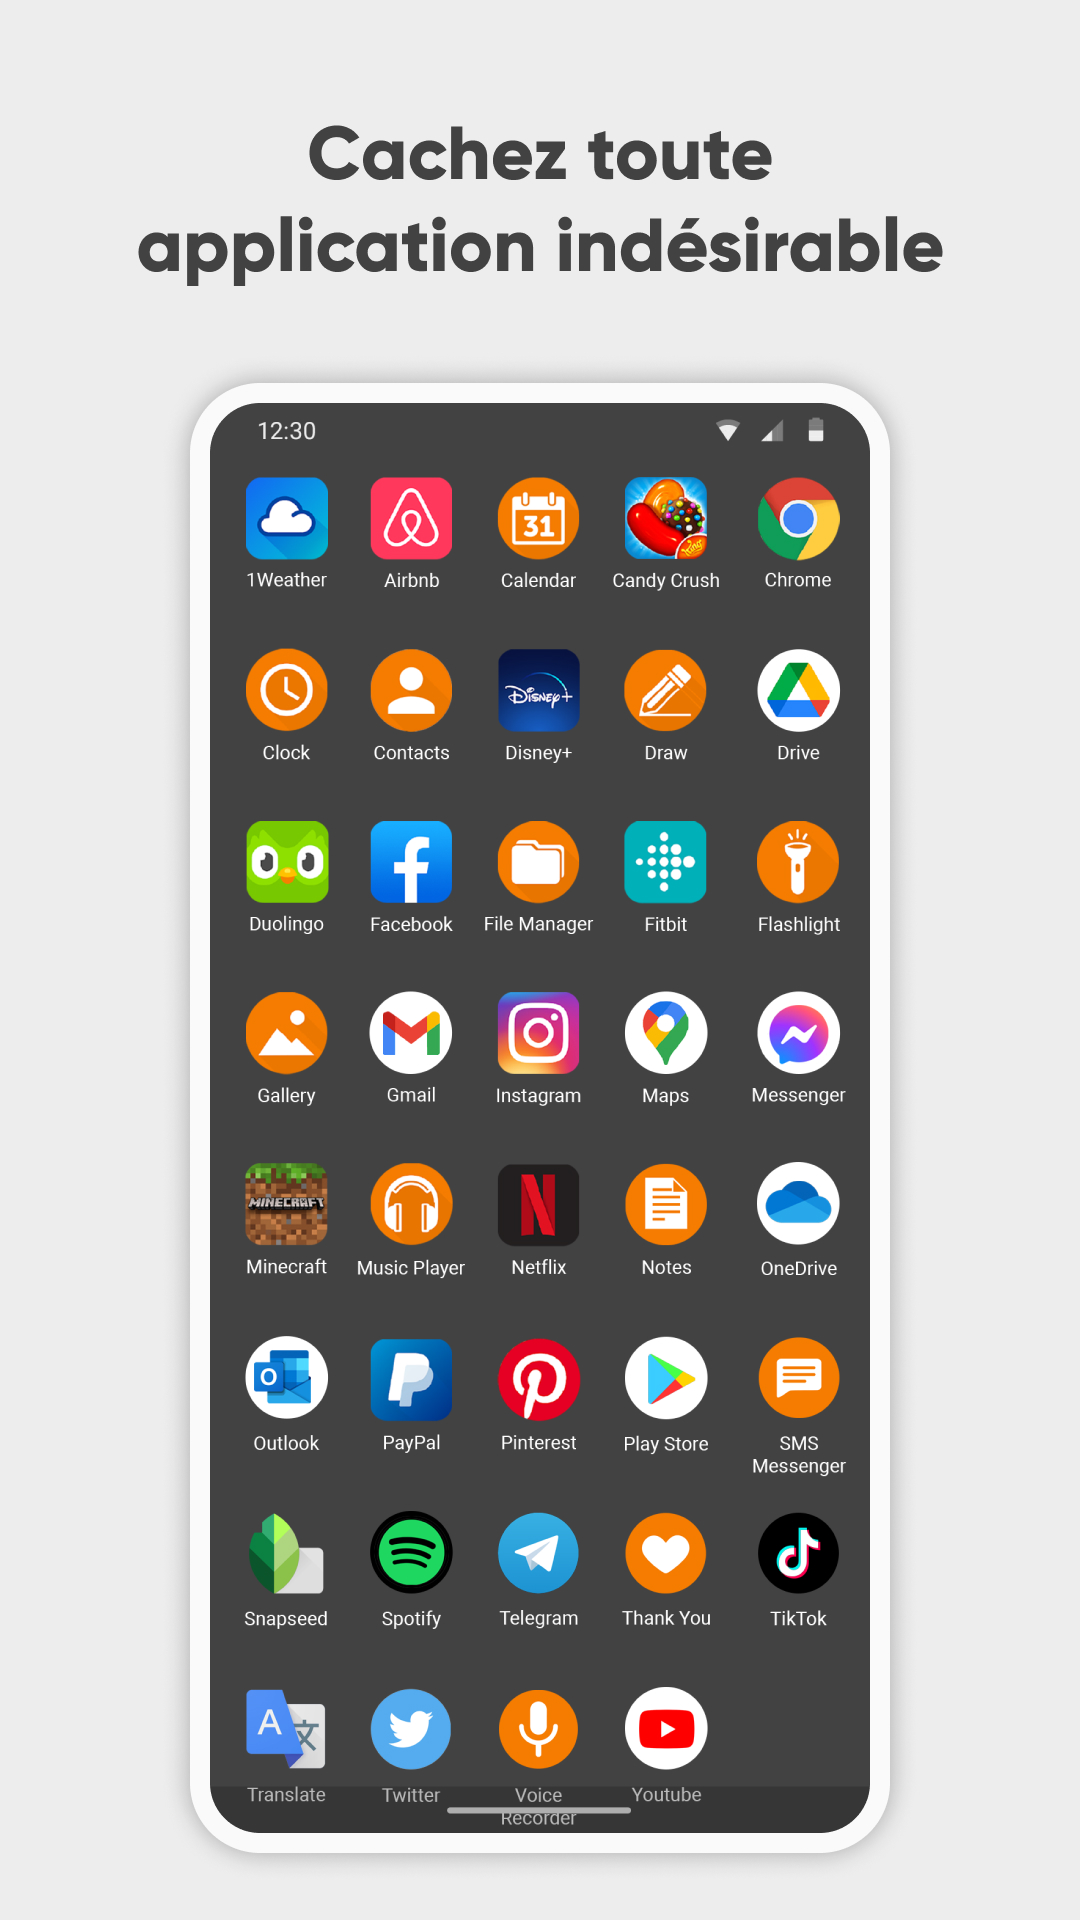 Cachez toute
application indésirable
12:30
31
King
1Weather Airbnb Calendar Candy Crush Chrome
Disney+
Clock Contacts Disney+ Draw Drive
Duolingo Facebook File Manager Fitbit Flashlight
Gallery Gmail Instagram Maps Messenger
MINECRAFT
Minecraft Music Player Netflix Notes OneDrive
O
Outlook PayPal Pinterest Play Store SMS
Messenger
Snapseed Spotify Telegram Thank You TikTok
A 文
Translate Twitter Voice Youtube
Recorder